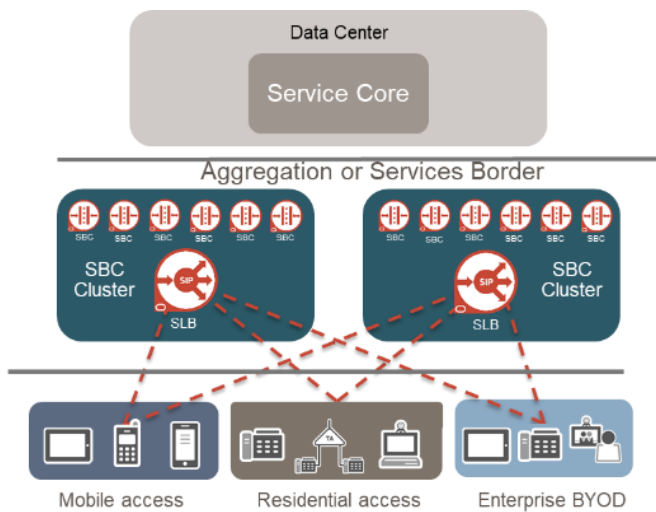 Data Center
Service Core
Aggregation or Services Border
SBC SBC SBC SBC SBC SBC
SBC SBC SBC SBC SBC SBC
SBC
Cluster
SIP
SLB
SIP
SLB
SBC
Cluster
TA
Mobile access
Residential access
Enterprise BYOD